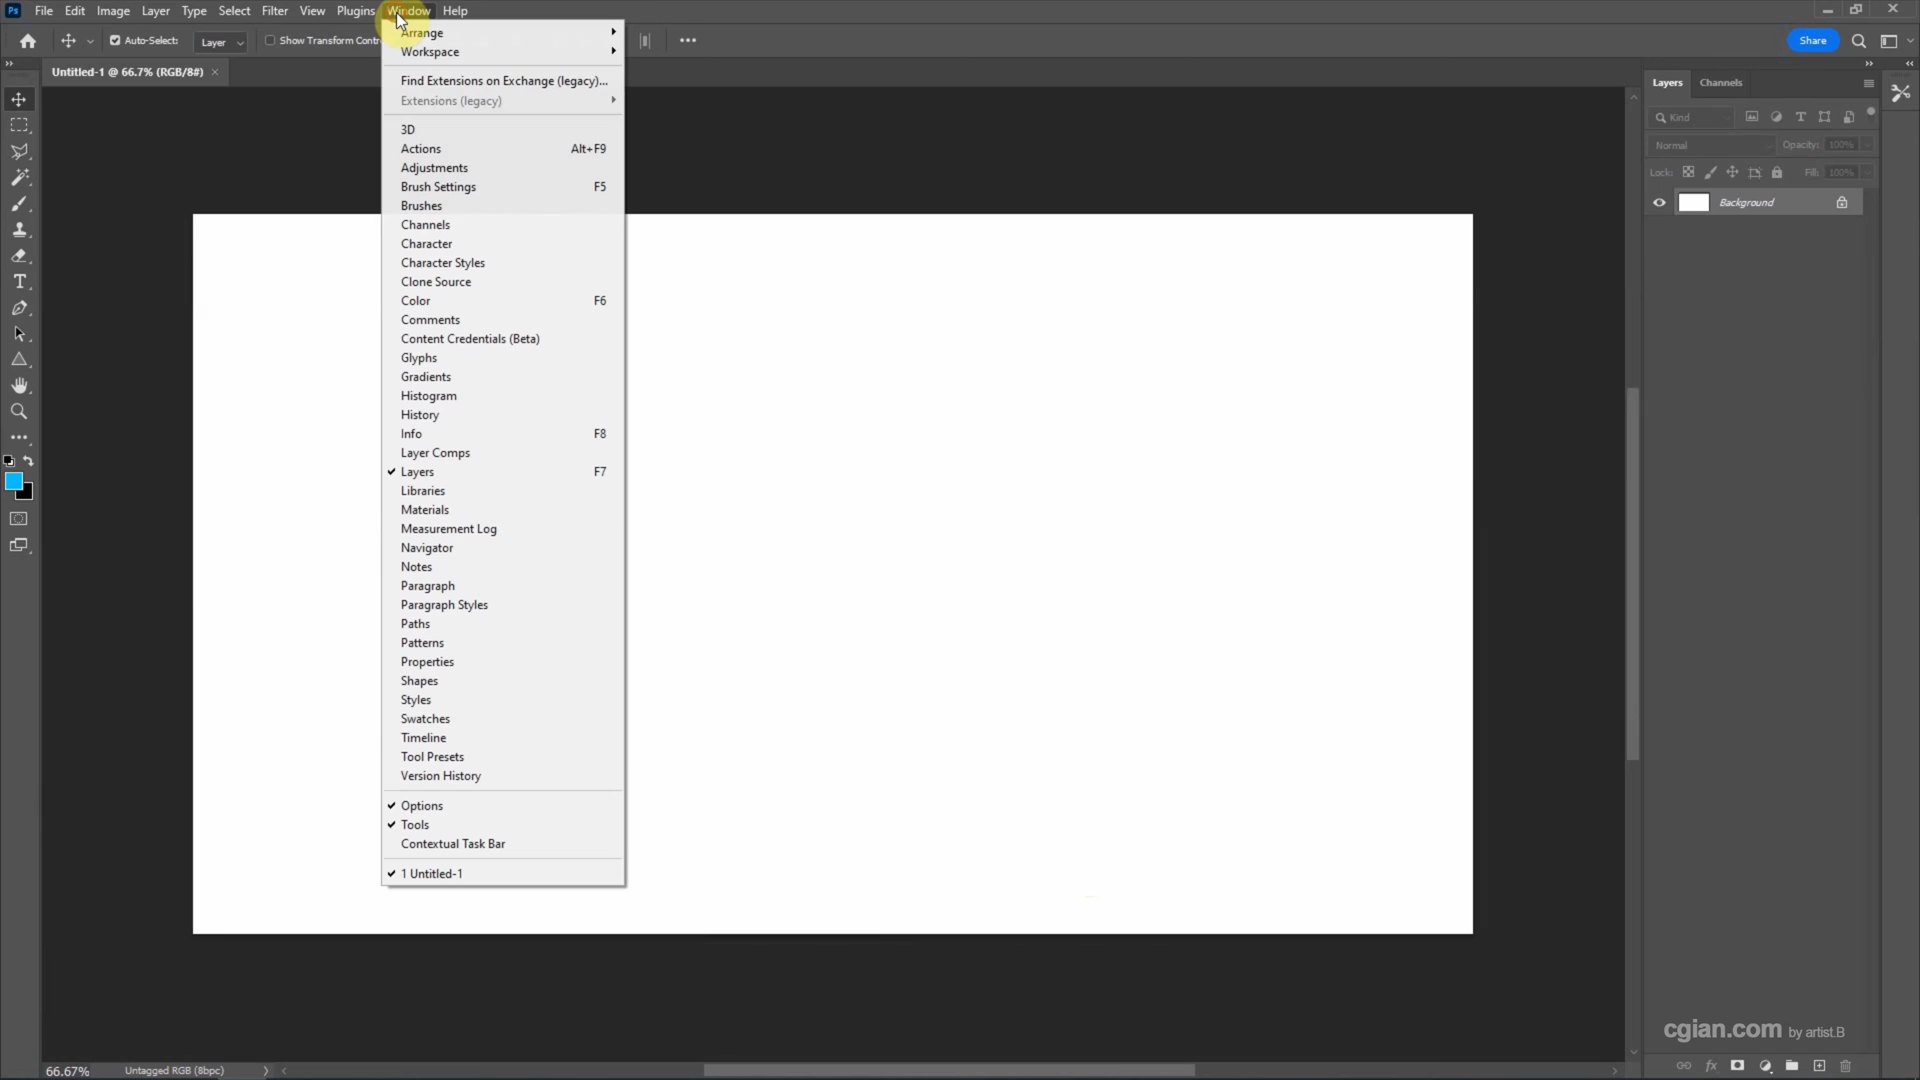 Ps File Edit Image Layer Type Select Filter View Plugins Window Help
Auto-Select: Layer Show Transform Contr
Share
Untitled-1 @ 66.7% (RGB/8#) ×
Arrange
Workspace
Find Extensions on Exchange (legacy)...
Extensions (legacy)
3D
Actions Alt+F9
Adjustments
Brush Settings F5
Brushes
Channels
Character
Character Styles
Clone Source
Color F6
Comments
Content Credentials (Beta)
Glyphs
Gradients
Histogram
History
Info F8
Layer Comps
Layers F7
Libraries
Materials
Measurement Log
Navigator
Notes
Paragraph
Paragraph Styles
Paths
Patterns
Properties
Shapes
Styles
Swatches
Timeline
Tool Presets
Version History
Options
Tools
Contextual Task Bar
1 Untitled-1
Layers Channels
Kind
Normal Opacity: 100%
Lock: Fill: 100%
Background
cgian.com by artist.B
66.67% Untagged RGB (8bpc)